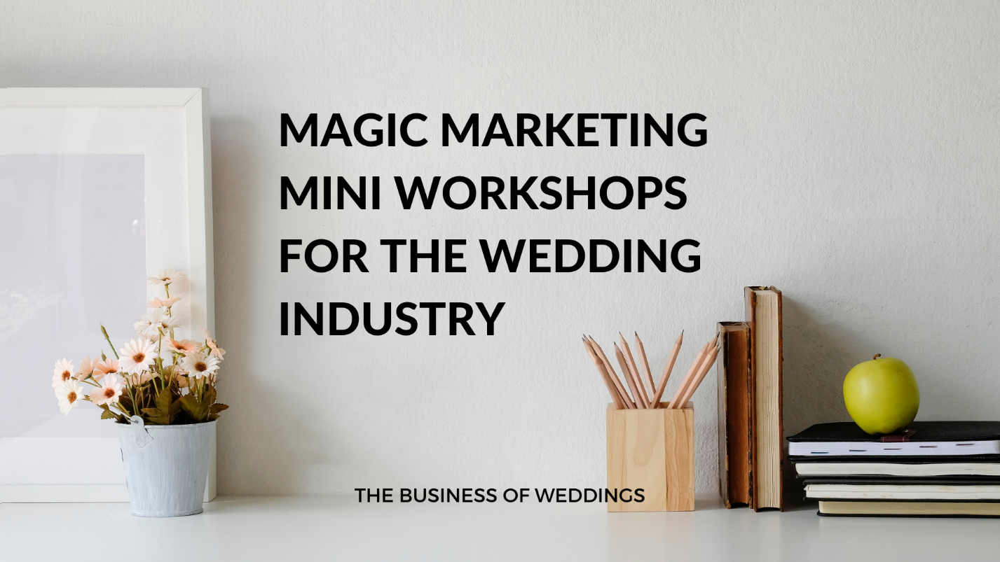 MAGIC MARKETING
MINI WORKSHOPS
FOR THE WEDDING
INDUSTRY
THE BUSINESS OF WEDDINGS